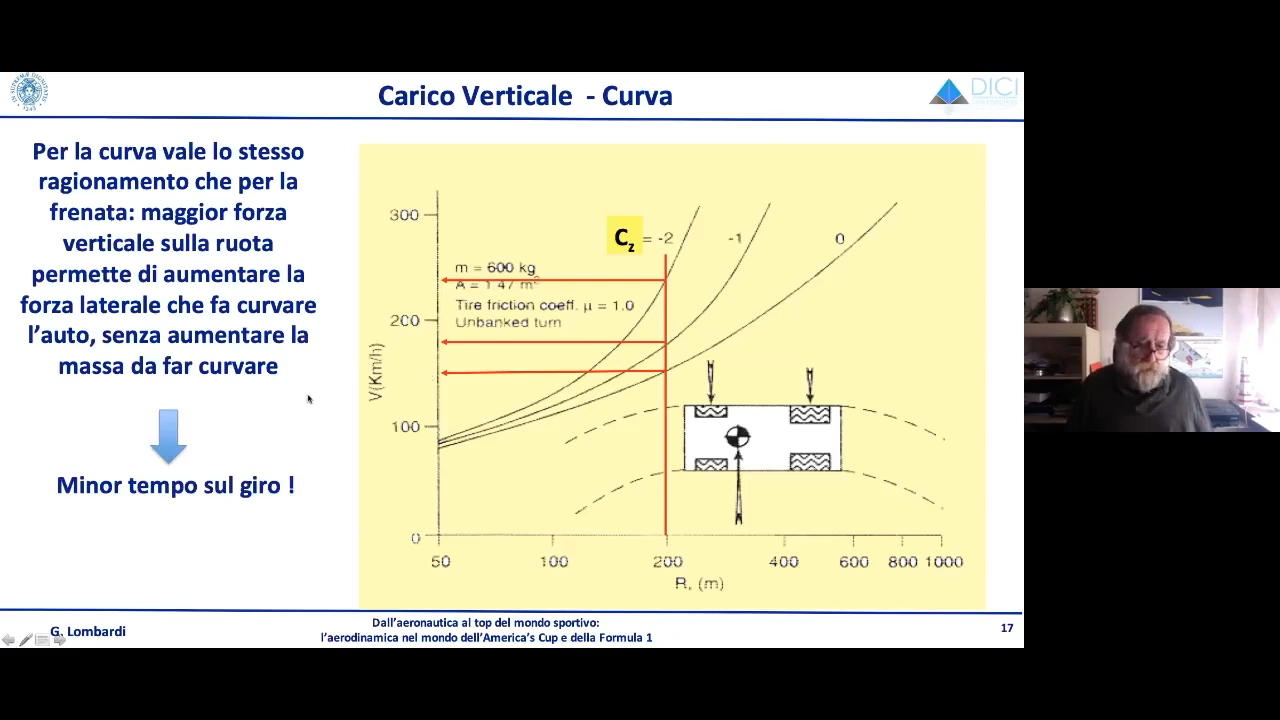 Carico Verticale - Curva
DICI
Per la curva vale lo stesso
ragionamento che per la
frenata: maggior forza
verticale sulla ruota
permette di aumentare la
forza laterale che fa curvare
l'auto, senza aumentare la
massa da far curvare
Minor tempo sul giro !
300
200
100
0
V(Km/h)
Cz = -2
-1
0
m = 600 kg
A = 1.47 m²
Tire friction coeff. μ = 1.0
Unbanked turn
50
100
200
400
600
800
1000
R, (m)
G. Lombardi
Dall'aeronautica al top del mondo sportivo:
l'aerodinamica nel mondo dell'America's Cup e della Formula 1
17